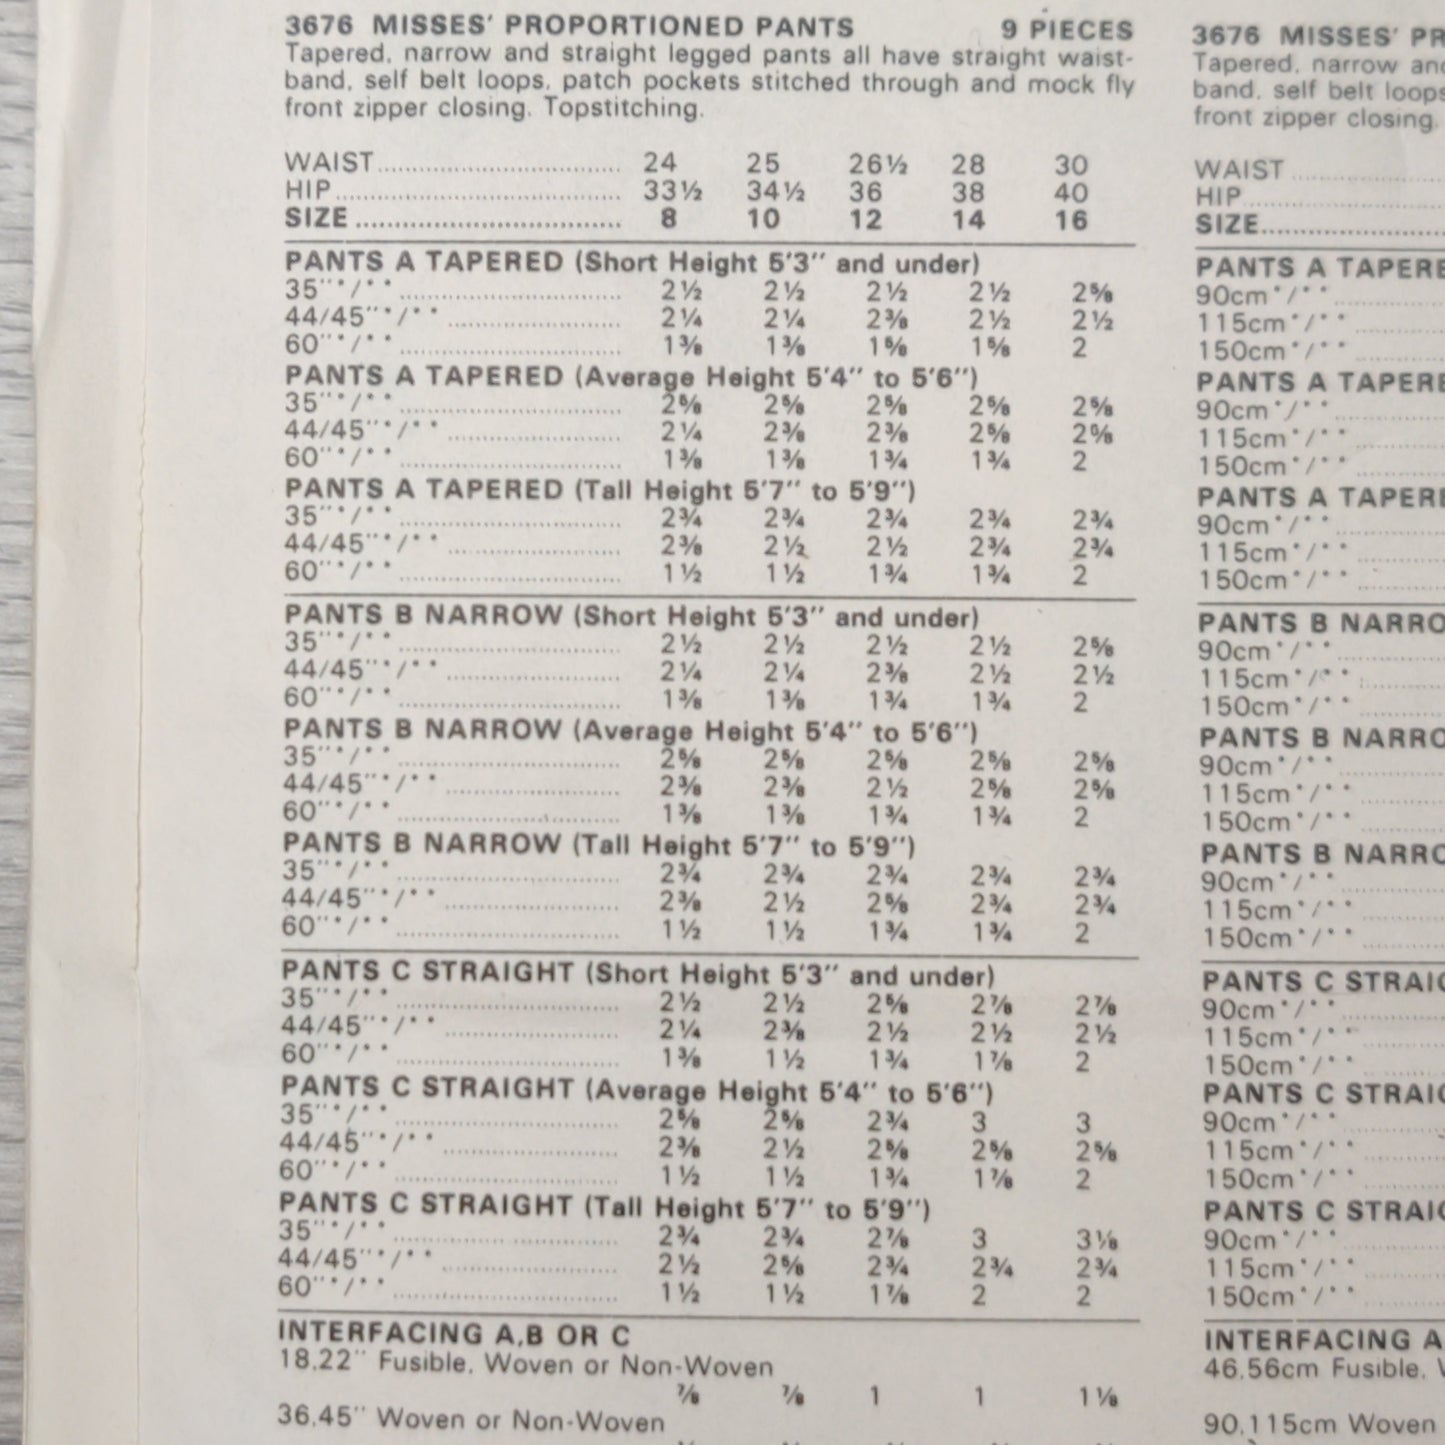 3676 MISSES' PROPORTIONED PANTS 9 PIECES
Tapered, narrow and straight legged pants all have straight waist-
band, self belt loops, patch pockets stitched through and mock fly
front zipper closing. Topstitching.
WAIST 24 25 26½ 28 30
HIP 33½ 34½ 36 38 40
SIZE 8 10 12 14 16
PANTS A TAPERED (Short Height 5'3" and under)
35"*/** 2½ 2½ 2½ 2½ 2⅝
44/45"*/** 2¼ 2¼ 2⅜ 2½ 2½
60"*/** 1⅜ 1⅜ 1⅝ 1⅝ 2
PANTS A TAPERED (Average Height 5'4" to 5'6")
35"*/** 2⅝ 2⅝ 2⅝ 2⅝ 2⅝
44/45"*/** 2¼ 2⅜ 2⅜ 2⅝ 2⅝
60"*/** 1⅜ 1⅜ 1¾ 1¾ 2
PANTS A TAPERED (Tall Height 5'7" to 5'9")
35"*/** 2¾ 2¾ 2¾ 2¾ 2¾
44/45"*/** 2⅜ 2½ 2½ 2¾ 2¾
60"*/** 1½ 1½ 1¾ 1¾ 2
PANTS B NARROW (Short Height 5'3" and under)
35"*/** 2½ 2½ 2½ 2½ 2⅝
44/45"*/** 2¼ 2¼ 2⅜ 2½ 2½
60"*/** 1⅜ 1⅜ 1¾ 1¾ 2
PANTS B NARROW (Average Height 5'4" to 5'6")
35"*/** 2⅝ 2⅝ 2⅝ 2⅝ 2⅝
44/45"*/** 2⅜ 2⅜ 2½ 2⅝ 2⅝
60"*/** 1⅜ 1⅜ 1¾ 1¾ 2
PANTS B NARROW (Tall Height 5'7" to 5'9")
35"*/** 2¾ 2¾ 2¾ 2¾ 2¾
44/45"*/** 2⅜ 2½ 2⅝ 2¾ 2¾
60"*/** 1½ 1½ 1¾ 1¾ 2
PANTS C STRAIGHT (Short Height 5'3" and under)
35"*/** 2½ 2½ 2⅝ 2⅞ 2⅞
44/45"*/** 2¼ 2⅜ 2½ 2½ 2½
60"*/** 1⅜ 1½ 1¾ 1⅞ 2
PANTS C STRAIGHT (Average Height 5'4" to 5'6")
35"*/** 2⅝ 2⅝ 2¾ 3 3
44/45"*/** 2⅜ 2½ 2⅝ 2⅝ 2⅝
60"*/** 1½ 1½ 1¾ 1⅞ 2
PANTS C STRAIGHT (Tall Height 5'7" to 5'9")
35"*/** 2¾ 2¾ 2⅞ 3 3⅛
44/45"*/** 2½ 2⅝ 2¾ 2¾ 2¾
60"*/** 1½ 1½ 1⅞ 2 2
INTERFACING A,B OR C
18,22" Fusible, Woven or Non-Woven
⅞ ⅞ 1 1 1⅛
36,45" Woven or Non-Woven
3676 MISSES' PR
Tapered, narrow and
band, self belt loops
front zipper closing.
WAIST
HIP
SIZE
PANTS A TAPERE
90cm*/**
115cm*/**
150cm*/**
PANTS A TAPERE
90cm*/**
115cm*/**
150cm*/**
PANTS A TAPERE
90cm*/**
115cm*/**
150cm*/**
PANTS B NARRO
90cm*/**
115cm*/**
150cm*/**
PANTS B NARRO
90cm*/**
115cm*/**
150cm*/**
PANTS B NARRO
90cm*/**
115cm*/**
150cm*/**
PANTS C STRAIG
90cm*/**
115cm*/**
150cm*/**
PANTS C STRAIG
90cm*/**
115cm*/**
150cm*/**
PANTS C STRAIG
90cm*/**
115cm*/**
150cm*/**
INTERFACING A
46,56cm Fusible,
90,115cm Woven